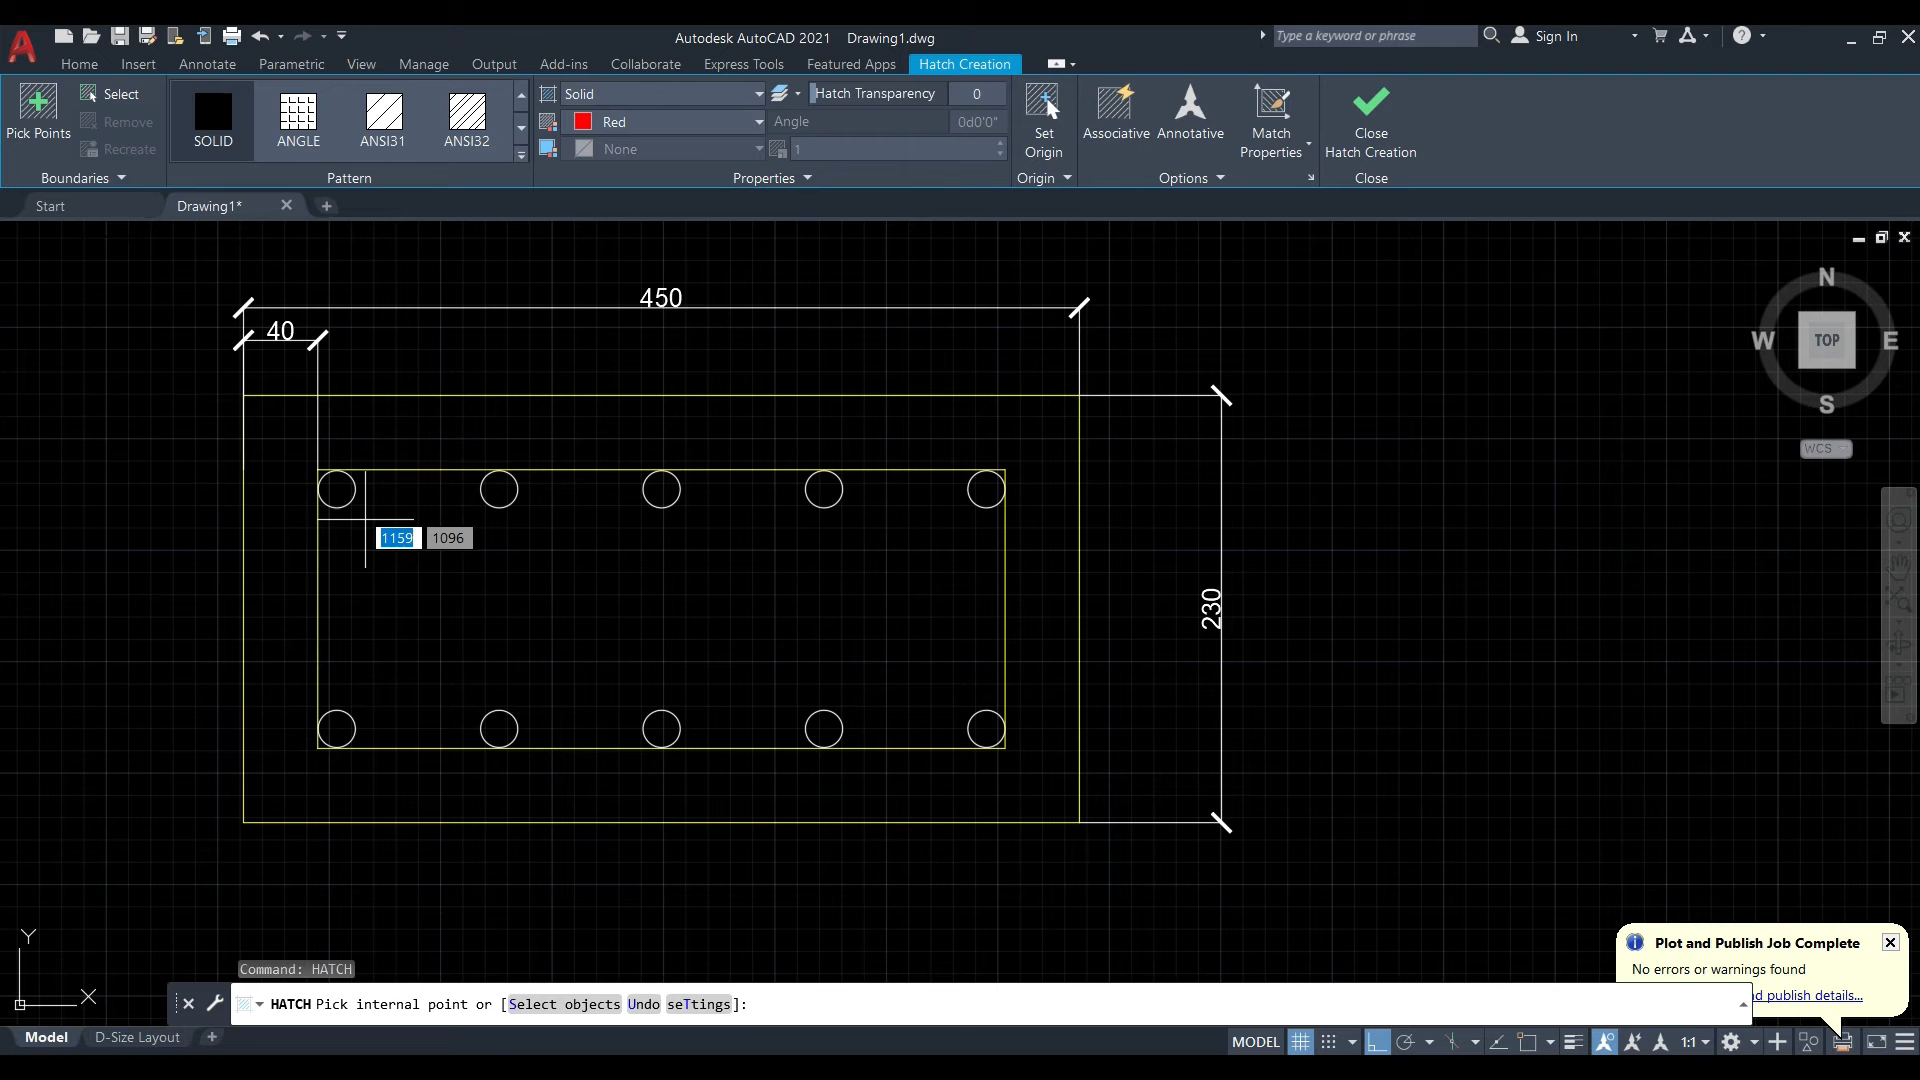 Autodesk AutoCAD 2021 Drawing1.dwg
Type a keyword or phrase
Sign In
Home Insert Annotate Parametric View Manage Output Add-ins Collaborate Express Tools Featured Apps Hatch Creation
Pick Points
Select
Remove
Recreate
Boundaries
SOLID
ANGLE
ANSI31
ANSI32
Pattern
Solid
Red
None
Hatch Transparency 0
Angle 0d0'0"
1
Properties
Set
Origin
Origin
Associative
Annotative
Match
Properties
Options
Close
Hatch Creation
Close
Start
Drawing1*
450
40
230
1159 1096
N
W TOP E
S
WCS
Y
X
Command: HATCH
HATCH Pick internal point or [Select objects Undo seTtings]:
Plot and Publish Job Complete
No errors or warnings found
d publish details...
Model D-Size Layout
MODEL
1:1